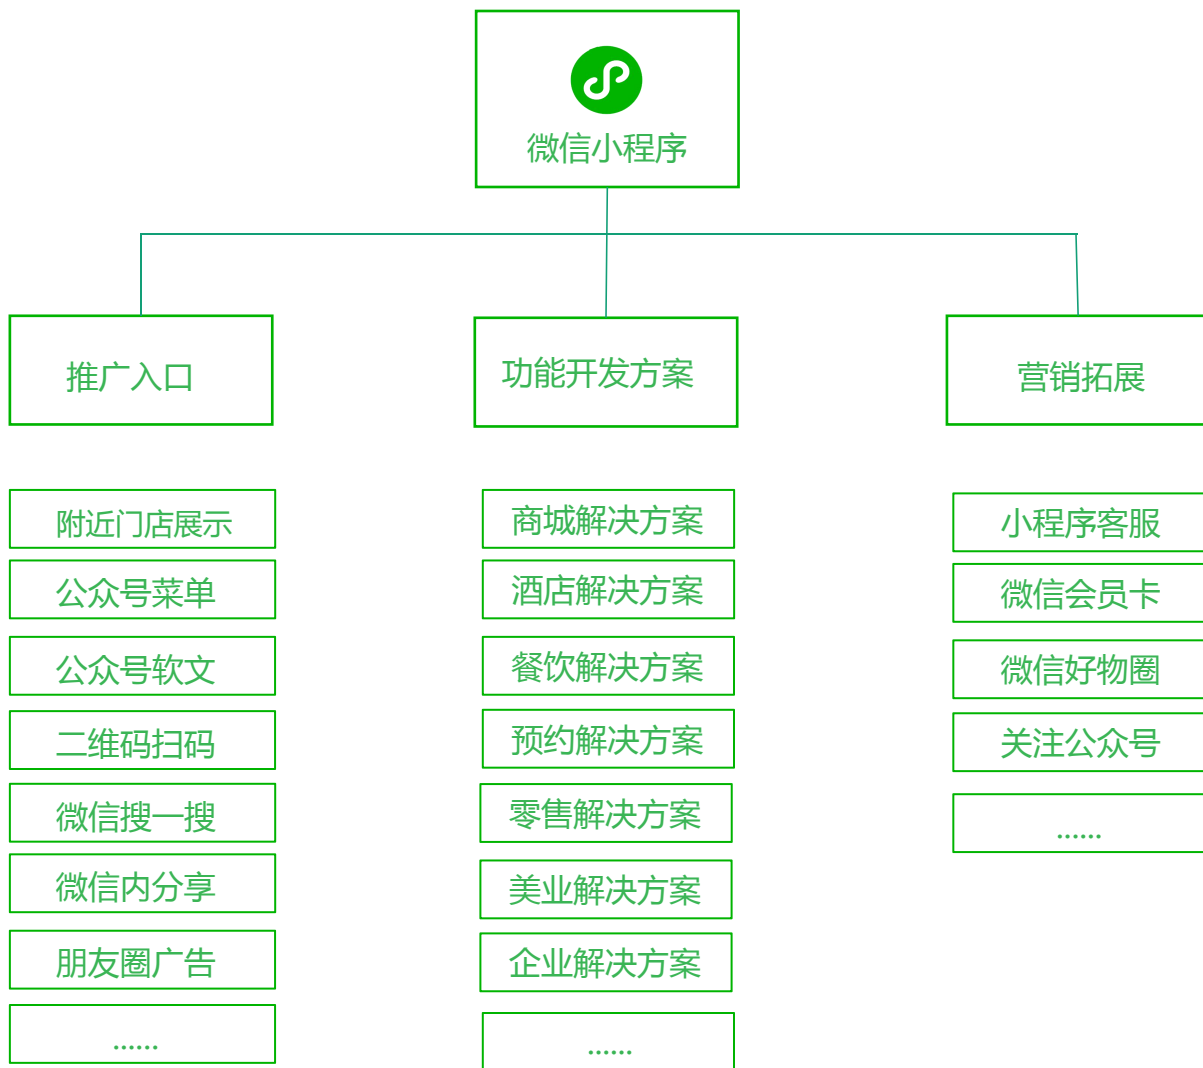 微信小程序
推广入口
功能开发方案
营销拓展
附近门店展示
公众号菜单
公众号软文
二维码扫码
微信搜一搜
微信内分享
朋友圈广告
......
商城解决方案
酒店解决方案
餐饮解决方案
预约解决方案
零售解决方案
美业解决方案
企业解决方案
......
小程序客服
微信会员卡
微信好物圈
关注公众号
......